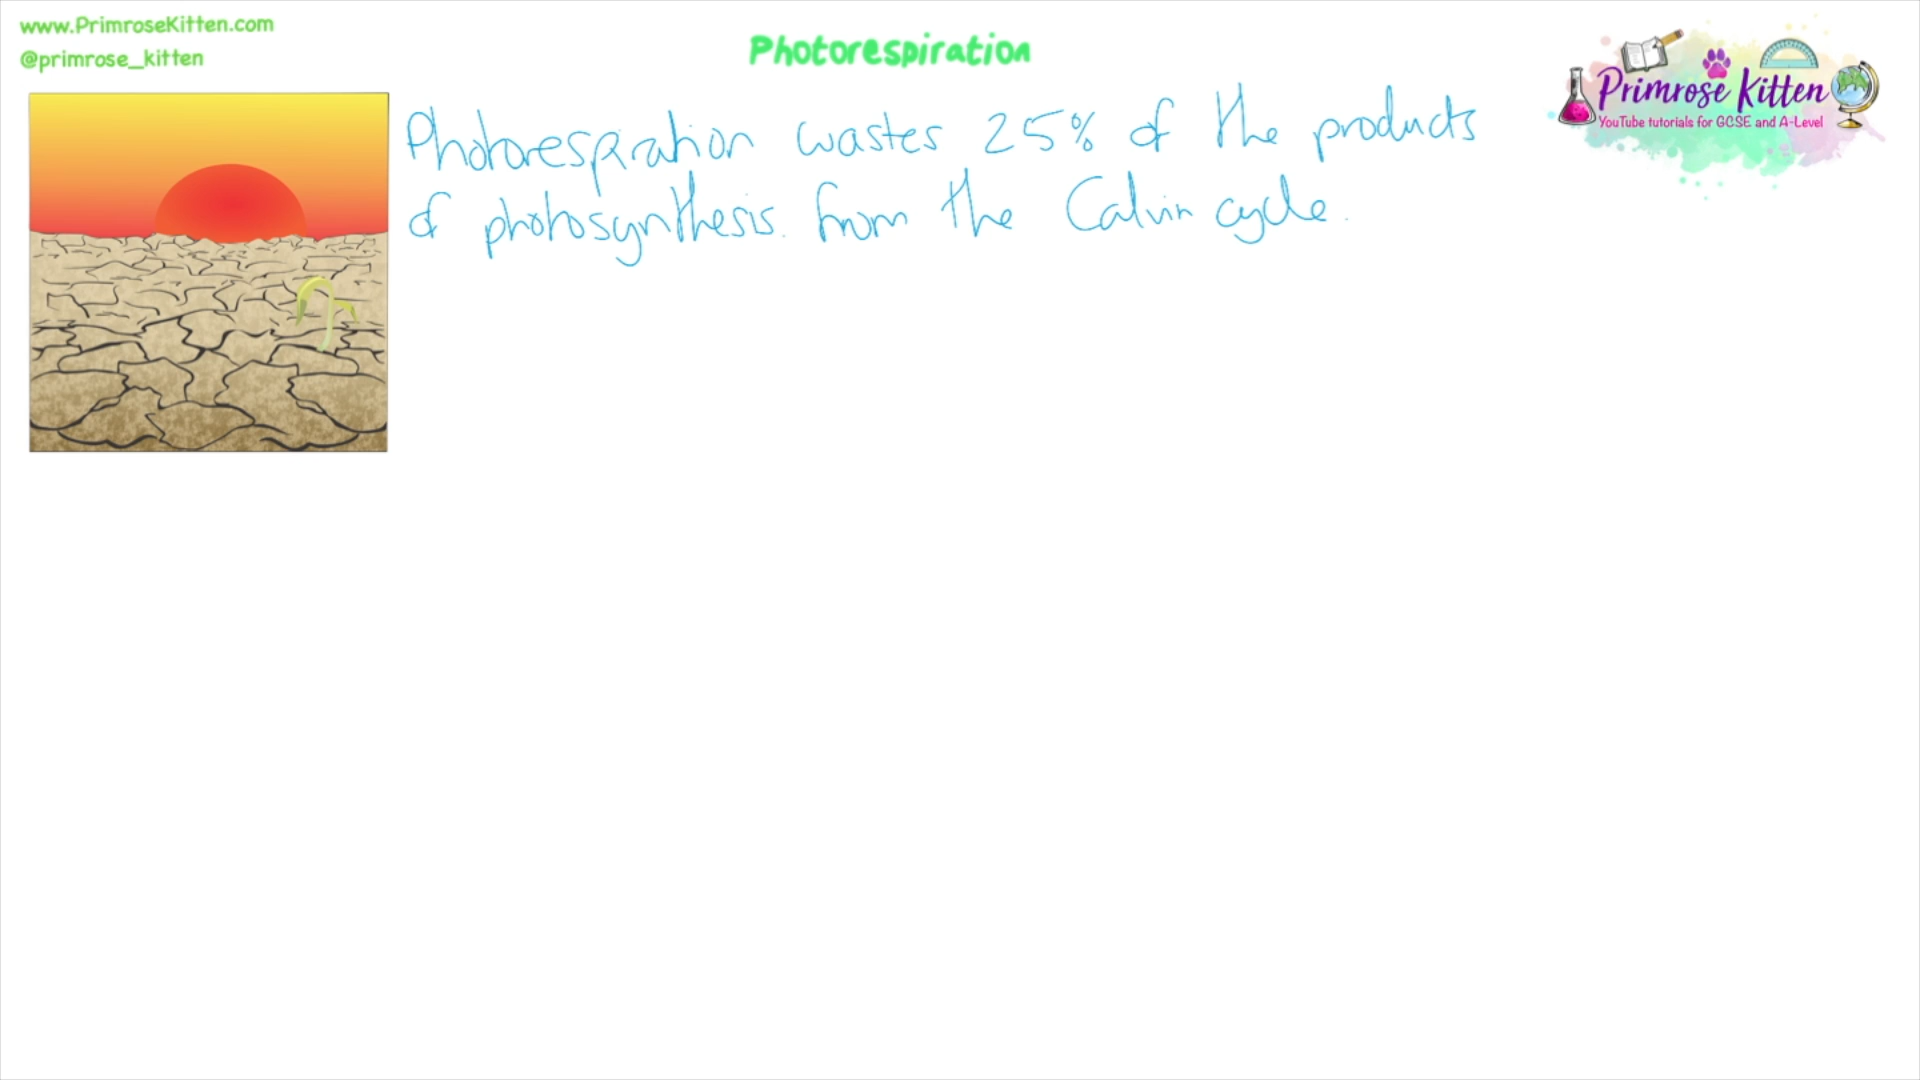 www.PrimroseKitten.com
@primrose_kitten
Photorespiration
Primrose Kitten
YouTube tutorials for GCSE and A-Level
Photorespiration wastes 25% of the products
of photosynthesis. from the Calvin cycle.